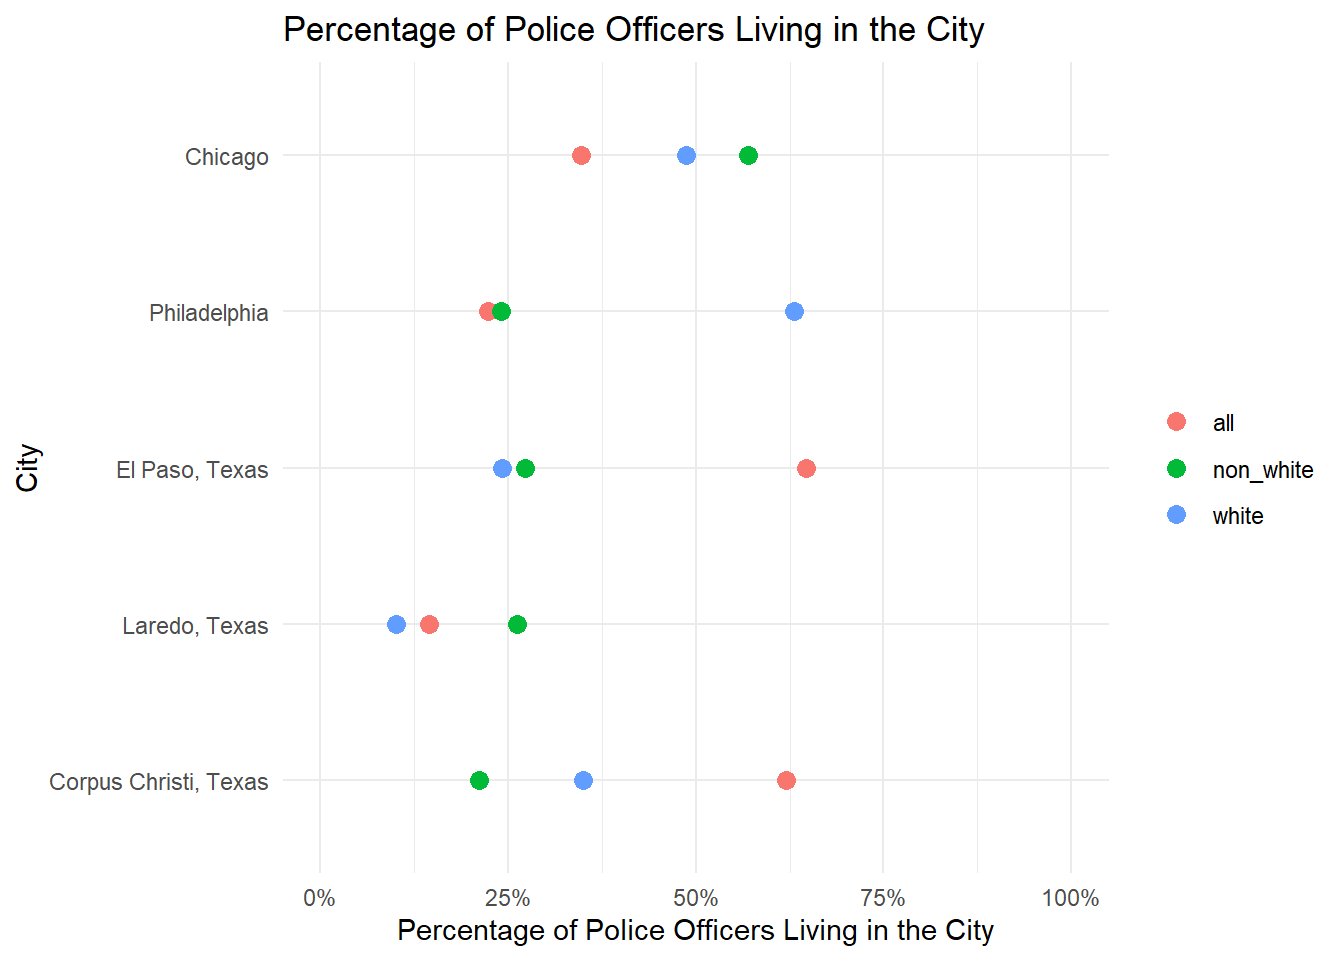 Percentage of Police Officers Living in the City
Chicago
Philadelphia
El Paso, Texas
Laredo, Texas
Corpus Christi, Texas
City
0% 25% 50% 75% 100%
Percentage of Police Officers Living in the City
all
non_white
white